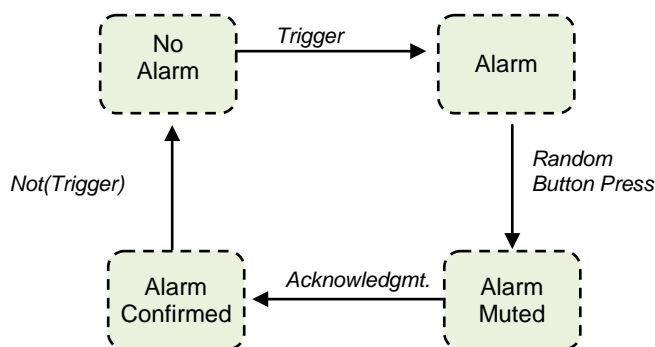 No
Alarm
Trigger
Alarm
Random
Button Press
Not(Trigger)
Alarm
Confirmed
Acknowledgmt.
Alarm
Muted